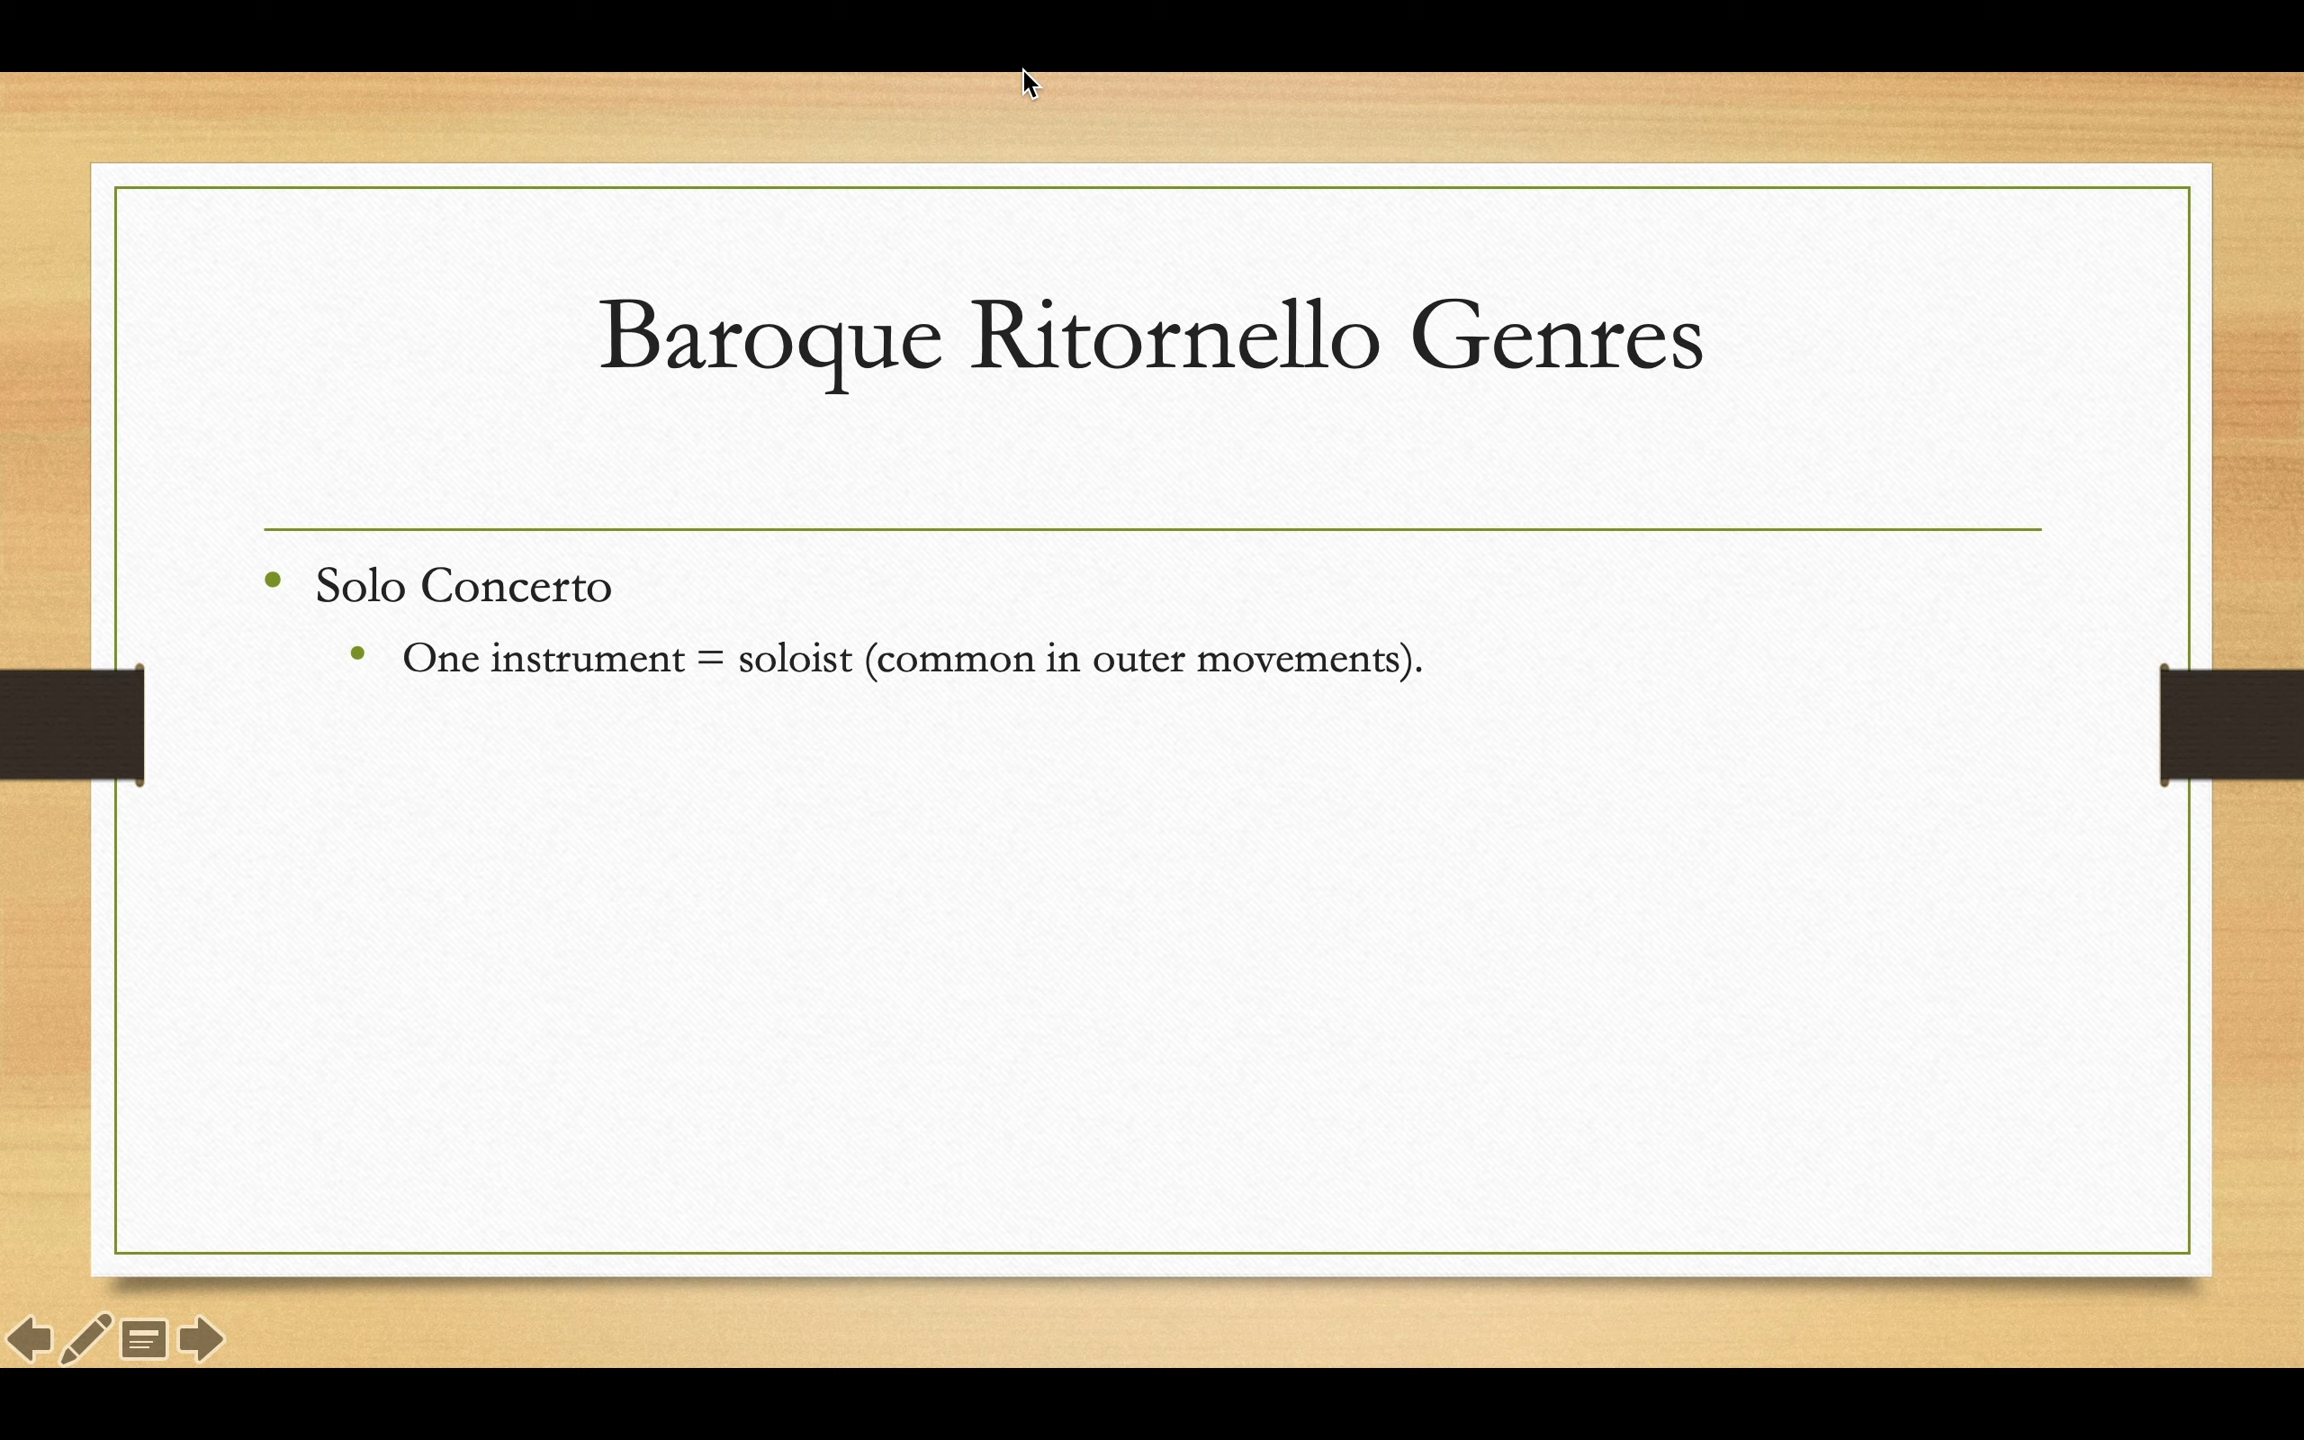 Baroque Ritornello Genres
Solo Concerto
One instrument = soloist (common in outer movements).